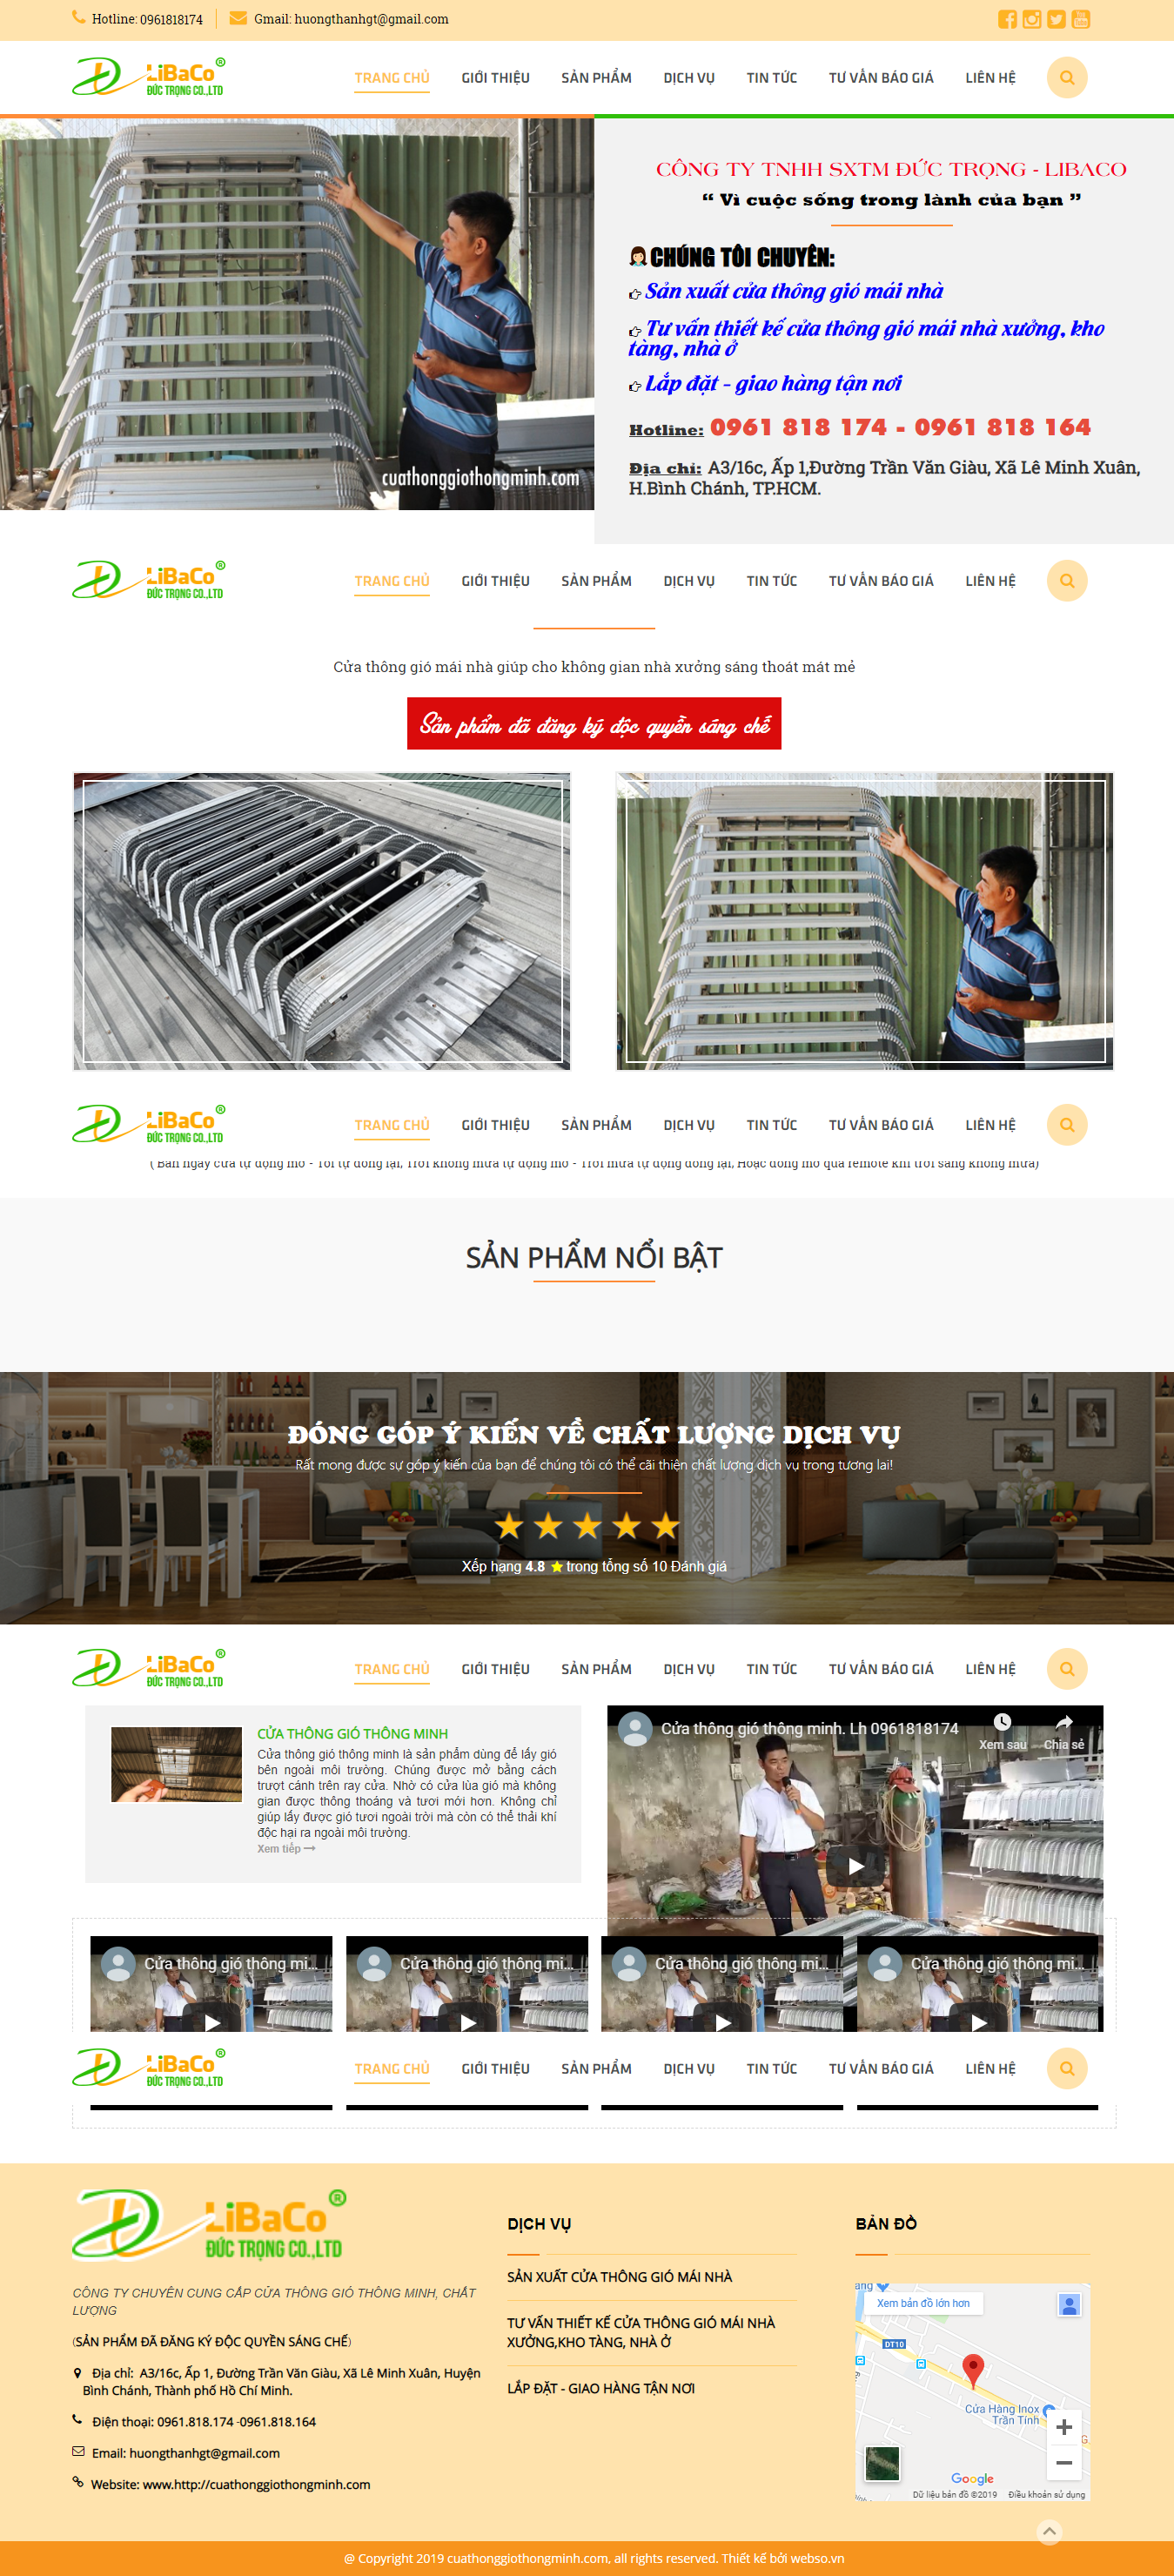 Hotline: 0961818174
Gmail: huongthanhgt@gmail.com
LiBaCo®
ĐỨC TRỌNG CO.,LTD
TRANG CHỦ GIỚI THIỆU SẢN PHẨM DỊCH VỤ TIN TỨC TƯ VẤN BÁO GIÁ LIÊN HỆ
cuathonggiothongminh.com
CÔNG TY TNHH SXTM ĐỨC TRỌNG - LIBACO
“ Vì cuộc sống trong lành của bạn ”
CHÚNG TÔI CHUYÊN:
Sản xuất cửa thông gió mái nhà
Tư vấn thiết kế cửa thông gió mái nhà xưởng, kho
tàng, nhà ở
Lắp đặt - giao hàng tận nơi
Hotline: 0961 818 174 - 0961 818 164
Địa chỉ: A3/16c, Ấp 1,Đường Trần Văn Giàu, Xã Lê Minh Xuân,
H.Bình Chánh, TP.HCM.
LiBaCo®
ĐỨC TRỌNG CO.,LTD
TRANG CHỦ GIỚI THIỆU SẢN PHẨM DỊCH VỤ TIN TỨC TƯ VẤN BÁO GIÁ LIÊN HỆ
Cửa thông gió mái nhà giúp cho không gian nhà xưởng sáng thoát mát mẻ
Sản phẩm đã đăng ký độc quyền sáng chế
LiBaCo®
ĐỨC TRỌNG CO.,LTD
TRANG CHỦ GIỚI THIỆU SẢN PHẨM DỊCH VỤ TIN TỨC TƯ VẤN BÁO GIÁ LIÊN HỆ
( Ban ngày cửa tự động mở - Tối tự đóng lại, Trời không mưa tự động mở - Trời mưa tự động đóng lại, Hoặc đóng mở qua remote khi trời sáng không mưa)
SẢN PHẨM NỔI BẬT
ĐÓNG GÓP Ý KIẾN VỀ CHẤT LƯỢNG DỊCH VỤ
Rất mong được sự góp ý kiến của bạn để chúng tôi có thể cãi thiện chất lượng dịch vụ trong tương lai!
Xếp hạng 4.8 trong tổng số 10 Đánh giá
LiBaCo®
ĐỨC TRỌNG CO.,LTD
TRANG CHỦ GIỚI THIỆU SẢN PHẨM DỊCH VỤ TIN TỨC TƯ VẤN BÁO GIÁ LIÊN HỆ
CỬA THÔNG GIÓ THÔNG MINH
Cửa thông gió thông minh là sản phẩm dùng để lấy gió
bên ngoài môi trường. Chúng được mở bằng cách
trượt cánh trên ray cửa. Nhờ có cửa lùa gió mà không
gian được thông thoáng và tươi mới hơn. Không chỉ
giúp lấy được gió tươi ngoài trời mà còn có thể thải khí
độc hại ra ngoài môi trường.
Xem tiếp
Cửa thông gió thông minh. Lh 0961818174
Xem sau Chia sẻ
Cửa thông gió thông mi...
Cửa thông gió thông mi...
Cửa thông gió thông mi...
Cửa thông gió thông mi...
LiBaCo®
ĐỨC TRỌNG CO.,LTD
TRANG CHỦ GIỚI THIỆU SẢN PHẨM DỊCH VỤ TIN TỨC TƯ VẤN BÁO GIÁ LIÊN HỆ
LiBaCo®
ĐỨC TRỌNG CO.,LTD
CÔNG TY CHUYÊN CUNG CẤP CỬA THÔNG GIÓ THÔNG MINH, CHẤT
LƯỢNG
(SẢN PHẨM ĐÃ ĐĂNG KÝ ĐỘC QUYỀN SÁNG CHẾ)
Địa chỉ: A3/16c, Ấp 1, Đường Trần Văn Giàu, Xã Lê Minh Xuân, Huyện
Bình Chánh, Thành phố Hồ Chí Minh.
Điện thoại: 0961.818.174 -0961.818.164
Email: huongthanhgt@gmail.com
Website: www.http://cuathonggiothongminh.com
DỊCH VỤ
SẢN XUẤT CỬA THÔNG GIÓ MÁI NHÀ
TƯ VẤN THIẾT KẾ CỬA THÔNG GIÓ MÁI NHÀ
XƯỞNG,KHO TÀNG, NHÀ Ở
LẮP ĐẶT - GIAO HÀNG TẬN NƠI
BẢN ĐỒ
Xem bản đồ lớn hơn
ĐT10
Cửa Hàng Inox
Trần Tính
Google
Dữ liệu bản đồ ©2019 Điều khoản sử dụng
@ Copyright 2019 cuathonggiothongminh.com, all rights reserved. Thiết kế bởi webso.vn